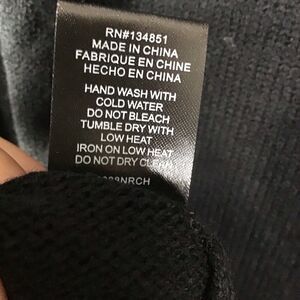 RN#134851
MADE IN CHINA
FABRIQUE EN CHINE
HECHO EN CHINA
HAND WASH WITH
COLD WATER
DO NOT BLEACH
TUMBLE DRY WITH
LOW HEAT
IRON ON LOW HEAT
DO NOT DRY CLEAN